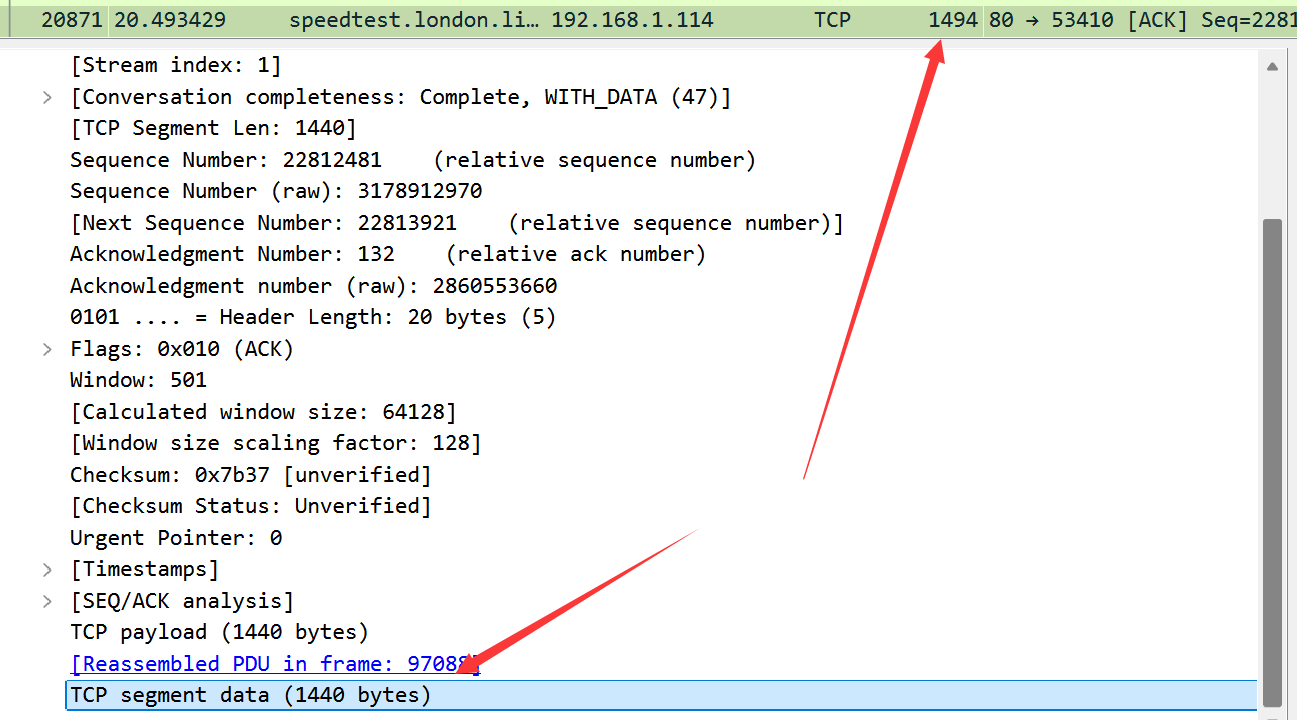 20871 20.493429 speedtest.london.li… 192.168.1.114 TCP 1494 80 → 53410 [ACK] Seq=2281
[Stream index: 1]
[Conversation completeness: Complete, WITH_DATA (47)]
[TCP Segment Len: 1440]
Sequence Number: 22812481 (relative sequence number)
Sequence Number (raw): 3178912970
[Next Sequence Number: 22813921 (relative sequence number)]
Acknowledgment Number: 132 (relative ack number)
Acknowledgment number (raw): 2860553660
0101 .... = Header Length: 20 bytes (5)
Flags: 0x010 (ACK)
Window: 501
[Calculated window size: 64128]
[Window size scaling factor: 128]
Checksum: 0x7b37 [unverified]
[Checksum Status: Unverified]
Urgent Pointer: 0
[Timestamps]
[SEQ/ACK analysis]
TCP payload (1440 bytes)
[Reassembled PDU in frame:
TCP segment data (1440 bytes)